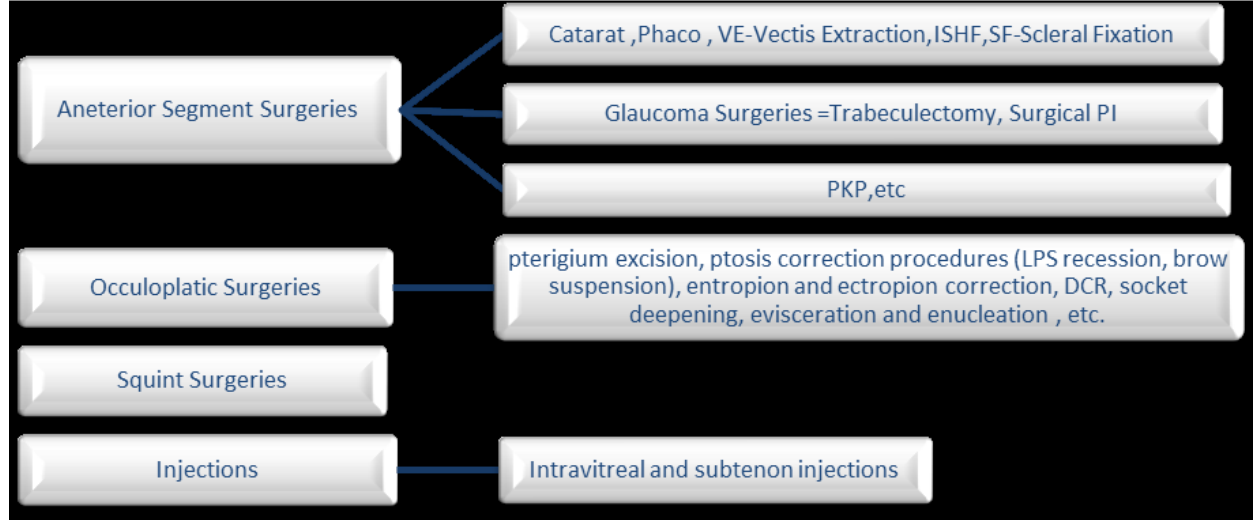 Aneterior Segment Surgeries
Catarat ,Phaco , VE-Vectis Extraction,ISHF,SF-Scleral Fixation
Glaucoma Surgeries =Trabeculectomy, Surgical PI
PKP,etc
Occuloplatic Surgeries
pterigium excision, ptosis correction procedures (LPS recession, brow
suspension), entropion and ectropion correction, DCR, socket
deepening, evisceration and enucleation , etc.
Squint Surgeries
Injections
Intravitreal and subtenon injections